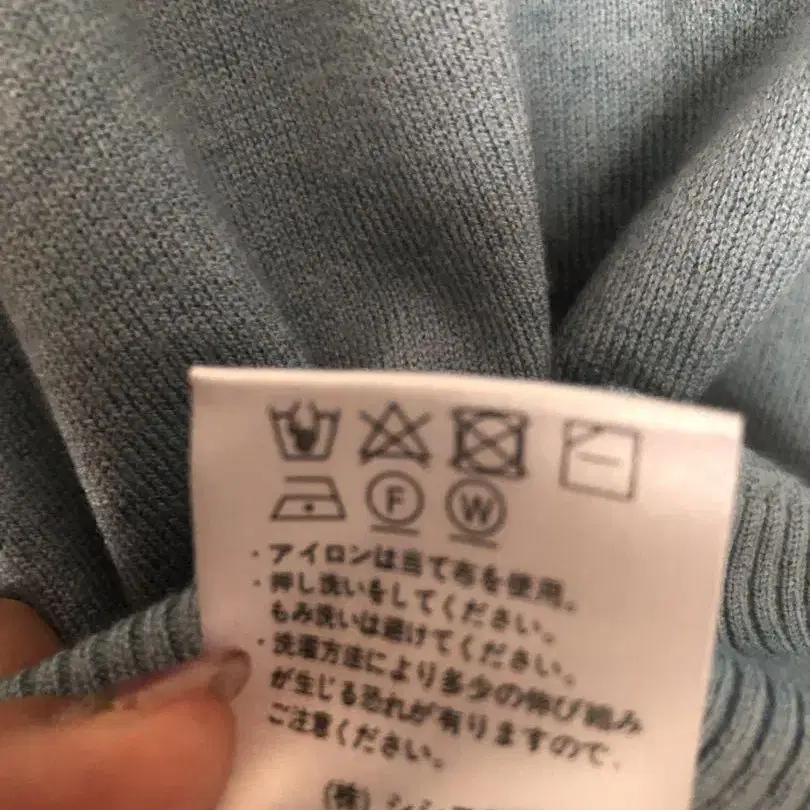 F W
・アイロンは当て布を使用。
・押し洗いをしてください。
もみ洗いは避けてください。
・洗濯方法により多少の伸び縮み
が生じる恐れが有りますので、
ご注意ください。
(株)